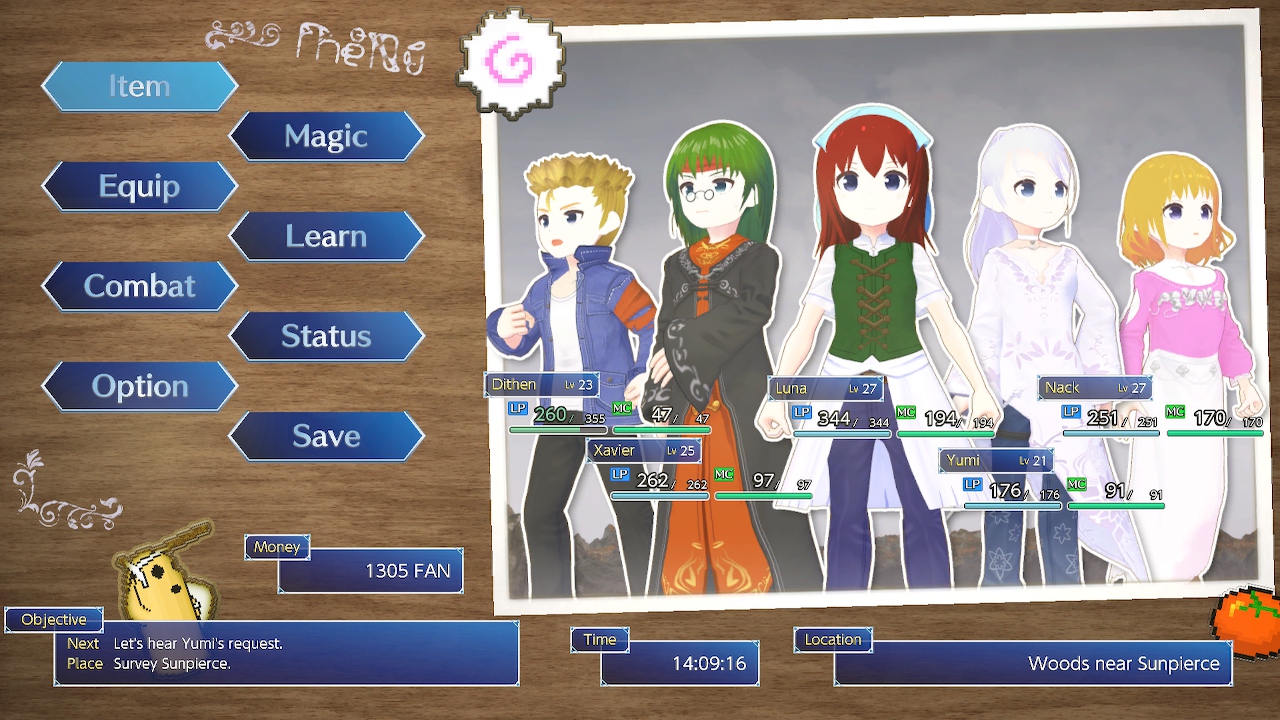 Menu
Item
Magic
Equip
Learn
Combat
Status
Option
Save
Dithen Lv 23
LP 260/ 355 MC 47/ 47
Luna Lv 27
LP 344/ 344 MC 194/ 194
Nack Lv 27
LP 251/ 251 MC 170/ 170
Xavier Lv 25
LP 262/ 262 MC 97/ 97
Yumi Lv 21
LP 176/ 176 MC 91/ 91
Money
1305 FAN
Objective
Next Let's hear Yumi's request.
Place Survey Sunpierce.
Time
14:09:16
Location
Woods near Sunpierce